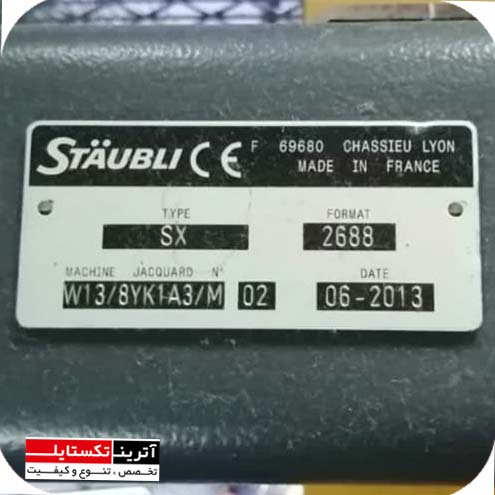 STÄUBLI CE F 69680 CHASSIEU LYON
MADE IN FRANCE
TYPE FORMAT
SX 2688
MACHINE JACQUARD N° DATE
W13/8YK1A3/M 02 06-2013
آترینـ تکستایل
تخصص ، تنوع و کیفیت